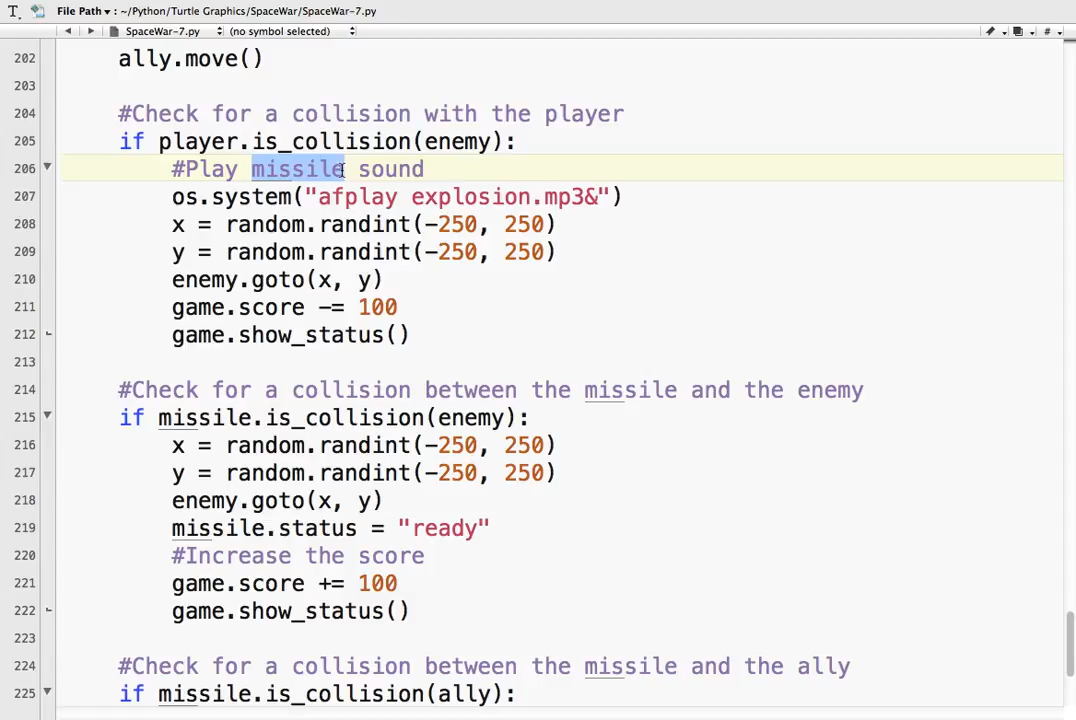 File Path ▾ : ~/Python/Turtle Graphics/SpaceWar/SpaceWar-7.py
SpaceWar-7.py (no symbol selected) #
202 ally.move()
203
204 #Check for a collision with the player
205 if player.is_collision(enemy):
206 #Play missile sound
207 os.system("afplay explosion.mp3&")
208 x = random.randint(-250, 250)
209 y = random.randint(-250, 250)
210 enemy.goto(x, y)
211 game.score -= 100
212 game.show_status()
213
214 #Check for a collision between the missile and the enemy
215 if missile.is_collision(enemy):
216 x = random.randint(-250, 250)
217 y = random.randint(-250, 250)
218 enemy.goto(x, y)
219 missile.status = "ready"
220 #Increase the score
221 game.score += 100
222 game.show_status()
223
224 #Check for a collision between the missile and the ally
225 if missile.is_collision(ally):